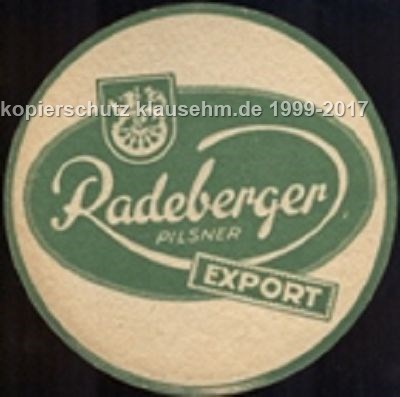 kopierschutz klausehm.de 1999-2017
Radeberger
PILSNER
EXPORT